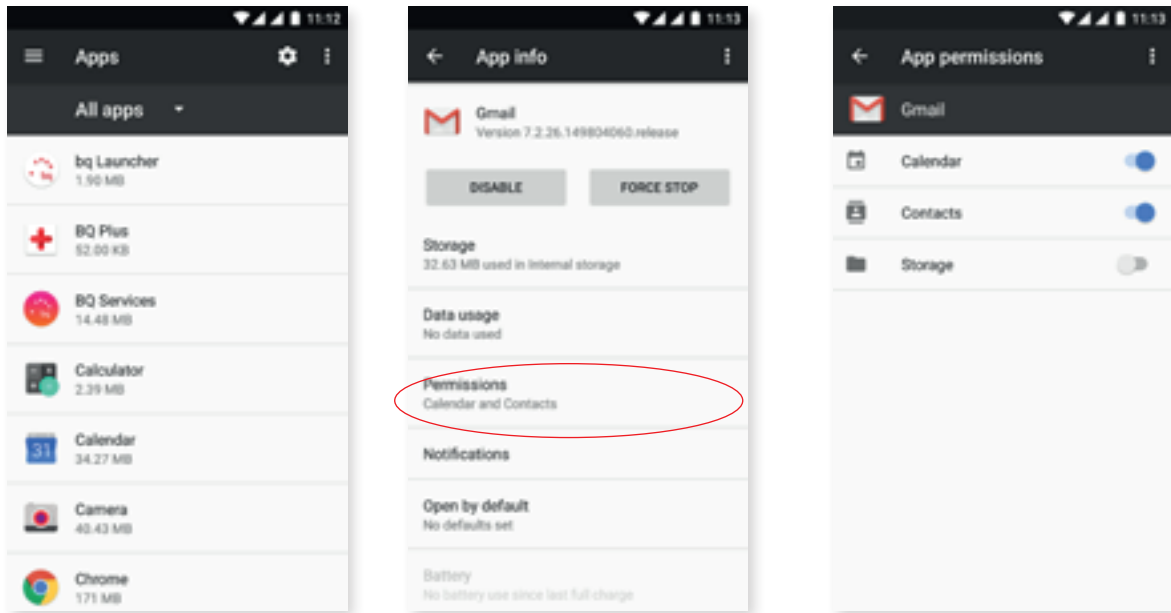 11:12
Apps
All apps
bq Launcher
1.90 MB
BQ Plus
52.00 KB
BQ Services
14.48 MB
Calculator
2.39 MB
31
Calendar
34.27 MB
Camera
40.43 MB
Chrome
171 MB
11:13
App info
Gmail
Version 7.2.26.149804060.release
DISABLE
FORCE STOP
Storage
32.63 MB used in Internal storage
Data usage
No data used
Permissions
Calendar and Contacts
Notifications
Open by default
No defaults set
Battery
No battery use since last full charge
11:13
App permissions
Gmail
Calendar
Contacts
Storage